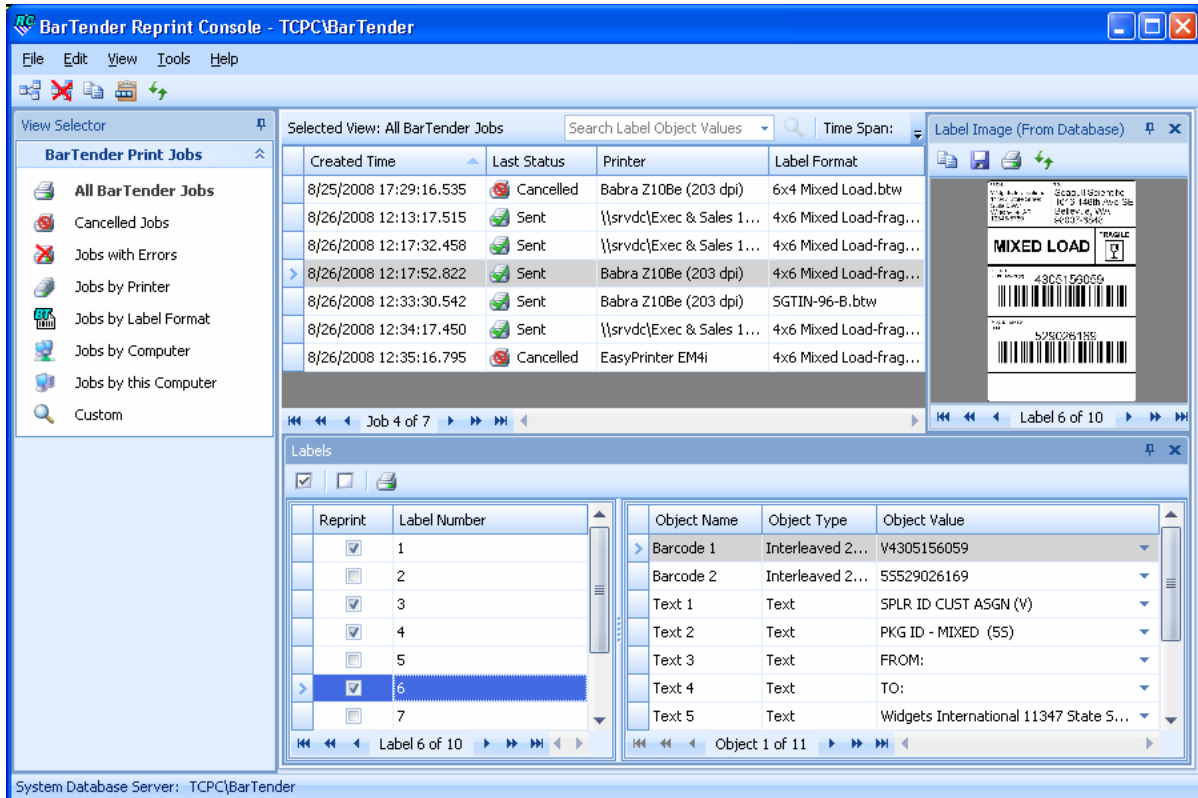 BarTender Reprint Console - TCPC\BarTender
File Edit View Tools Help
View Selector
BarTender Print Jobs
All BarTender Jobs
Cancelled Jobs
Jobs with Errors
Jobs by Printer
Jobs by Label Format
Jobs by Computer
Jobs by this Computer
Custom
Selected View: All BarTender Jobs Search Label Object Values Time Span:
Created Time Last Status Printer Label Format
8/25/2008 17:29:16.535 Cancelled Babra Z10Be (203 dpi) 6x4 Mixed Load.btw
8/26/2008 12:13:17.515 Sent \\srvdc\Exec & Sales 1... 4x6 Mixed Load-frag...
8/26/2008 12:17:32.458 Sent \\srvdc\Exec & Sales 1... 4x6 Mixed Load-frag...
8/26/2008 12:17:52.822 Sent Babra Z10Be (203 dpi) 4x6 Mixed Load-frag...
8/26/2008 12:33:30.542 Sent Babra Z10Be (203 dpi) SGTIN-96-B.btw
8/26/2008 12:34:17.450 Sent \\srvdc\Exec & Sales 1... 4x6 Mixed Load-frag...
8/26/2008 12:35:16.795 Cancelled EasyPrinter EM4i 4x6 Mixed Load-frag...
Job 4 of 7
Label Image (From Database)
MIXED LOAD
FRAGILE
4305156059
529026169
Label 6 of 10
Labels
Reprint Label Number
1
2
3
4
5
6
7
Label 6 of 10
Object Name Object Type Object Value
Barcode 1 Interleaved 2... V4305156059
Barcode 2 Interleaved 2... 5S529026169
Text 1 Text SPLR ID CUST ASGN (V)
Text 2 Text PKG ID - MIXED (5S)
Text 3 Text FROM:
Text 4 Text TO:
Text 5 Text Widgets International 11347 State S...
Object 1 of 11
System Database Server: TCPC\BarTender